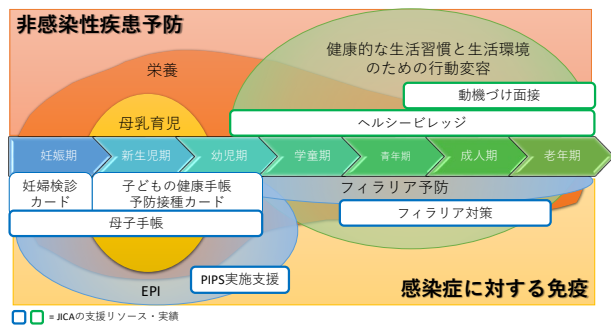 非感染性疾患予防
健康的な生活習慣と生活環境
のための行動変容
栄養
動機づけ面接
母乳育児
ヘルシービレッジ
妊娠期
新生児期
幼児期
学童期
青年期
成人期
老年期
妊婦検診
カード
子どもの健康手帳
予防接種カード
フィラリア予防
母子手帳
フィラリア対策
PIPS実施支援
EPI
感染症に対する免疫
= JICAの支援リソース・実績